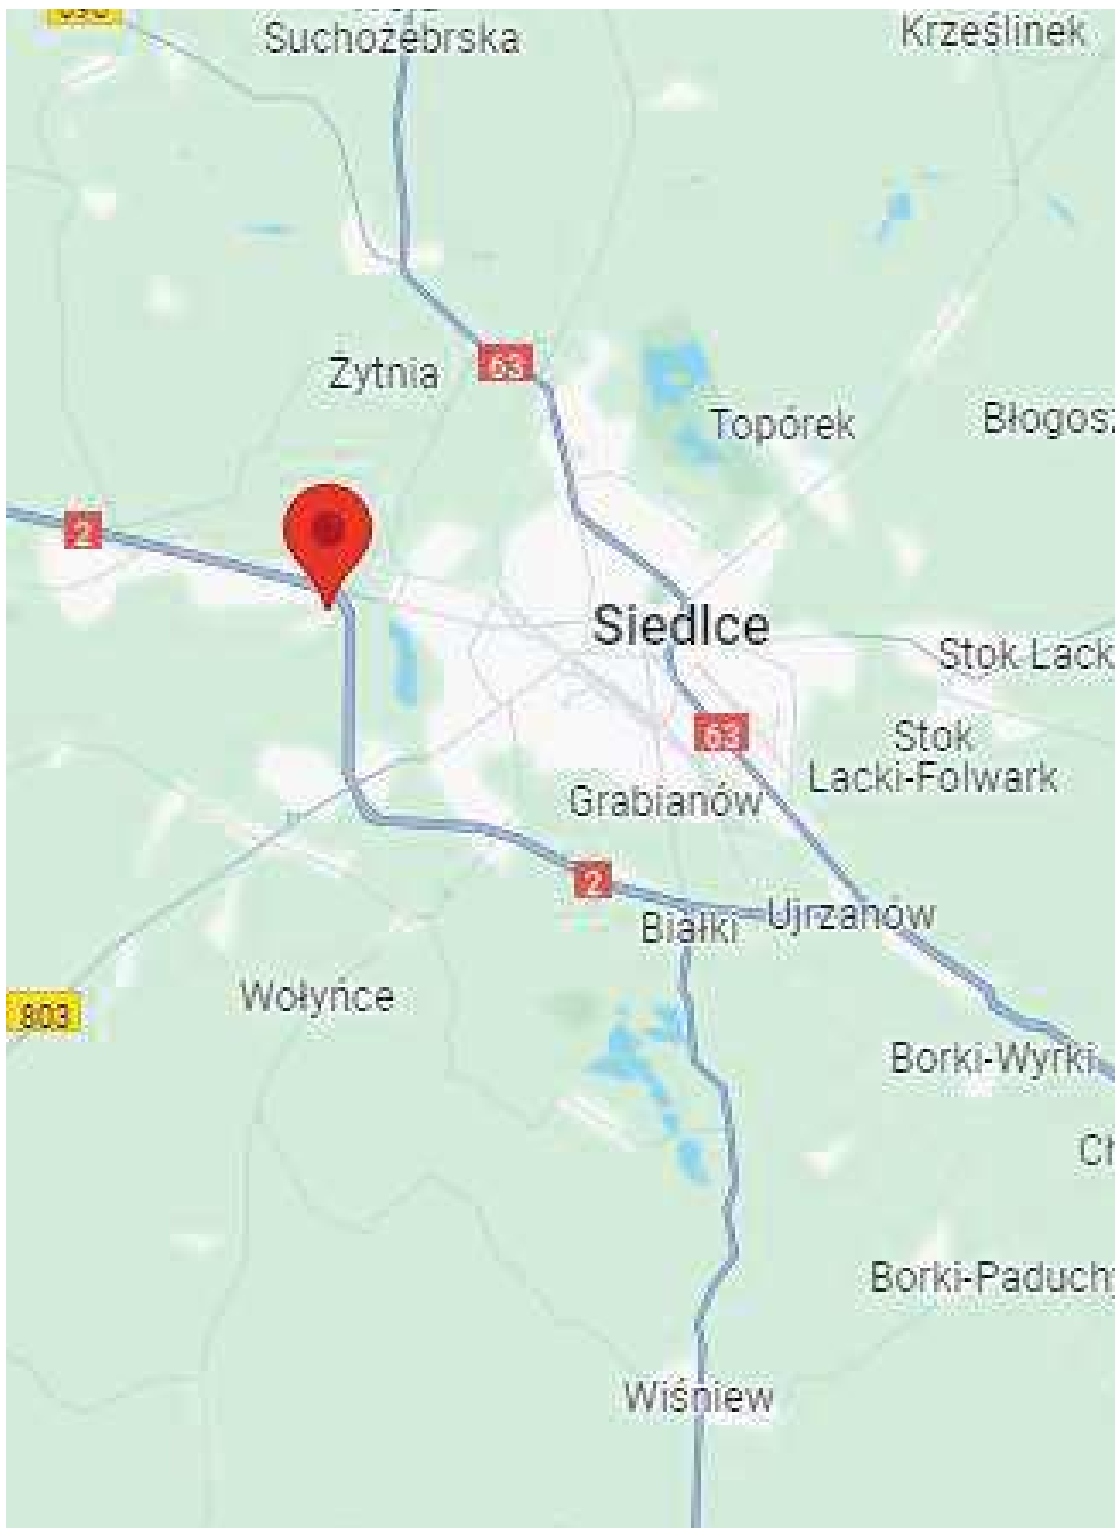 Suchożebrska
Krześlinek
63
Żytnia
Topórek
Błogosz
2
Siedlce
Stok Lack
63
Stok
Lacki-Folwark
Grabianów
2
Białki
Ujrzanów
Wołyńce
803
Borki-Wyrki
Ch
Borki-Paduch
Wiśniew